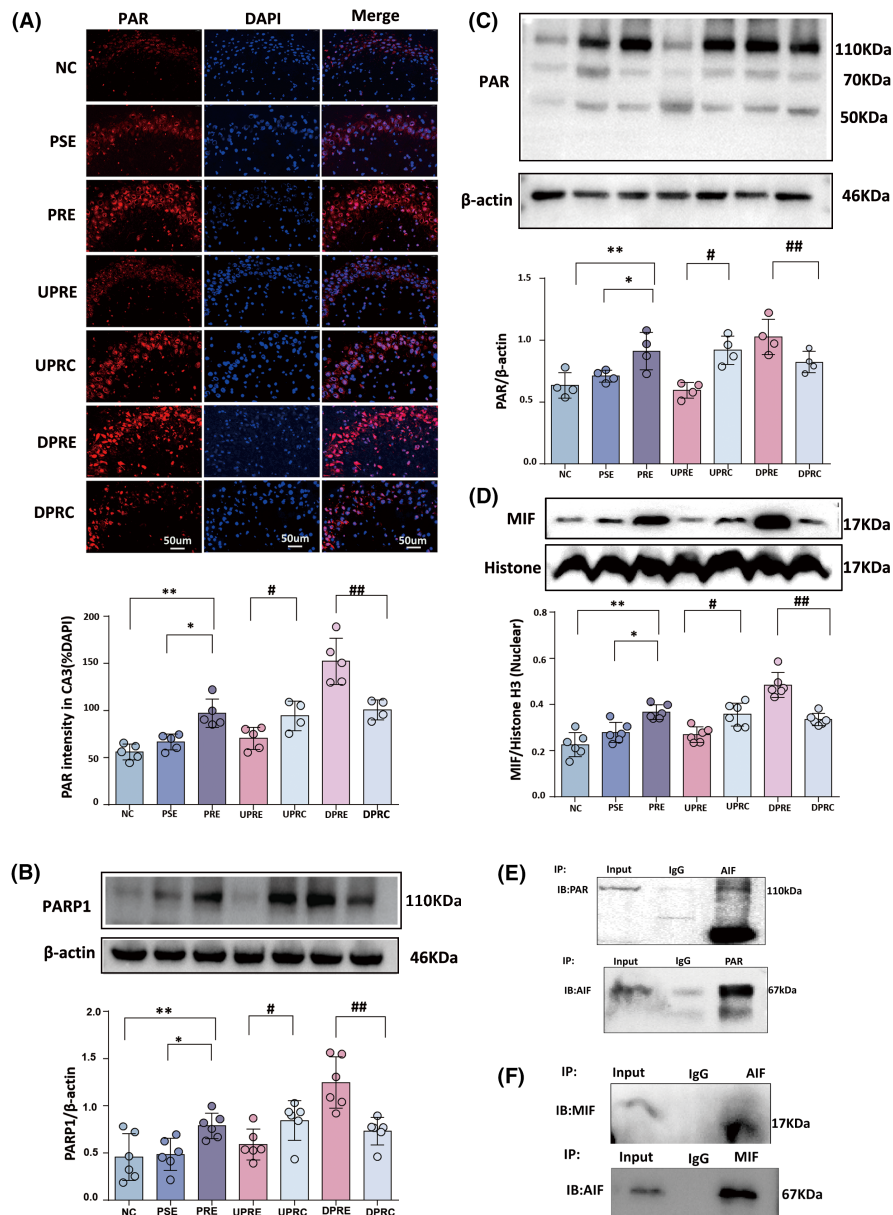 (A)
PAR DAPI Merge
NC
PSE
PRE
UPRE
UPRC
DPRE
DPRC
50um 50um 50um
PAR intensity in CA3(%DAPI)
200
150
100
50
0
** * # ##
NC PSE PRE UPRE UPRC DPRE DPRC
(B)
PARP1 110KDa
β-actin 46KDa
PARP1/β-actin
2.0
1.5
1.0
0.5
0.0
** * # ##
NC PSE PRE UPRE UPRC DPRE DPRC
(C)
PAR
110KDa
70KDa
50KDa
β-actin 46KDa
PAR/β-actin
1.5
1.0
0.5
0.0
** * # ##
NC PSE PRE UPRE UPRC DPRE DPRC
(D)
MIF 17KDa
Histone 17KDa
MIF/Histone H3 (Nuclear)
0.8
0.6
0.4
0.2
0.0
** * # ##
NC PSE PRE UPRE UPRC DPRE DPRC
(E)
IP: Input IgG AIF
IB:PAR 110kDa
IP: Input IgG PAR
IB:AIF 67kDa
(F)
IP: Input IgG AIF
IB:MIF 17KDa
IP: Input IgG MIF
IB:AIF 67KDa